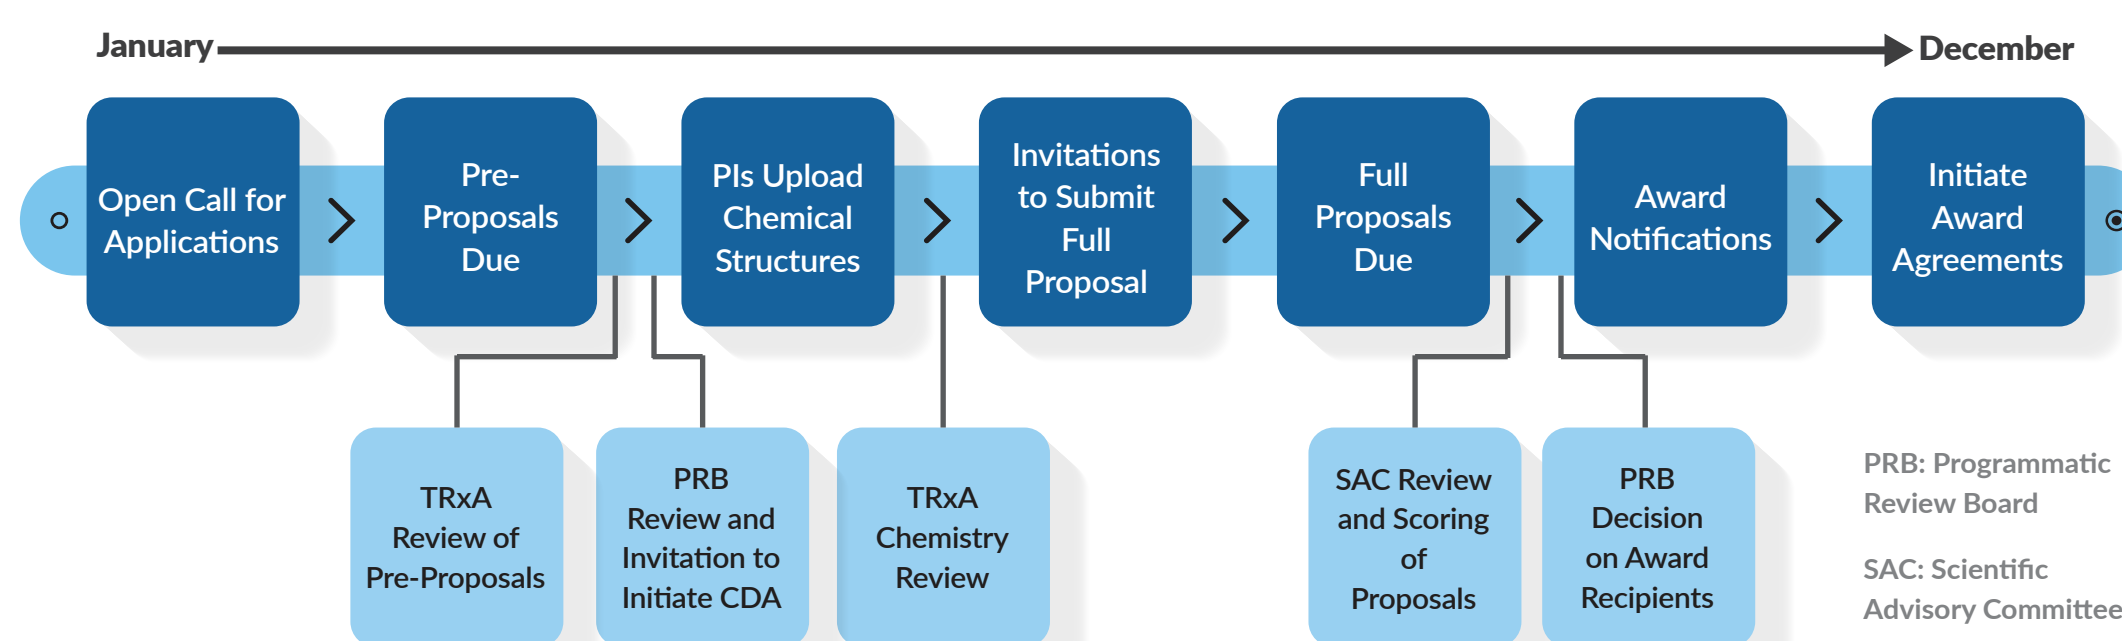 January
December
Open Call for
Applications
Pre-
Proposals
Due
PIs Upload
Chemical
Structures
Invitations
to Submit
Full
Proposal
Full
Proposals
Due
Award
Notifications
Initiate
Award
Agreements
TRxA
Review of
Pre-Proposals
PRB
Review and
Invitation to
Initiate CDA
TRxA
Chemistry
Review
SAC Review
and Scoring
of
Proposals
PRB
Decision
on Award
Recipients
PRB: Programmatic
Review Board
SAC: Scientific
Advisory Committee